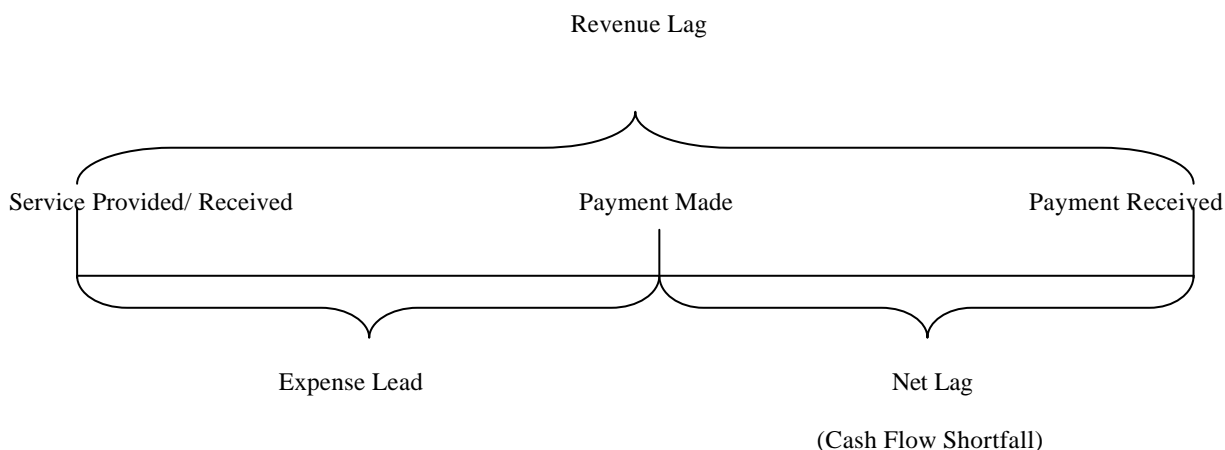 Revenue Lag
Service Provided/ Received
Payment Made
Payment Received
Expense Lead
Net Lag
(Cash Flow Shortfall)